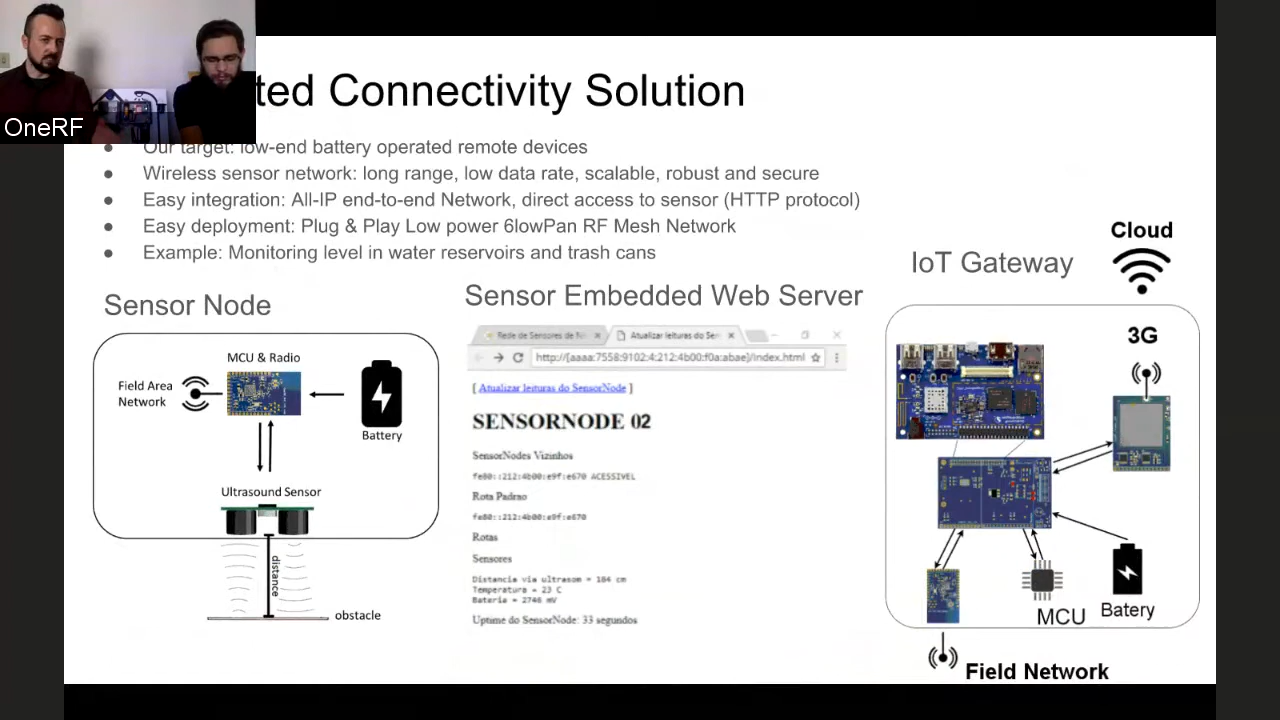 OneRF
ted Connectivity Solution
Our target: low-end battery operated remote devices
Wireless sensor network: long range, low data rate, scalable, robust and secure
Easy integration: All-IP end-to-end Network, direct access to sensor (HTTP protocol)
Easy deployment: Plug & Play Low power 6lowPan RF Mesh Network
Example: Monitoring level in water reservoirs and trash cans
Sensor Node
MCU & Radio
Field Area
Network
Battery
Ultrasound Sensor
distance
obstacle
Sensor Embedded Web Server
Rede de Sensores de Ní
Atualizar leituras do Ser
http://[aaaa:7558:9102:4:212:4b00:f0a:abae]/index.html
[ Atualizar leituras do SensorNode ]
SENSORNODE 02
SensorNodes Vizinhos
fe80::212:4b00:e9f:e670 ACESSIVEL
Rota Padrao
fe80::212:4b00:e9f:e670
Rotas
Sensores
Distancia via ultrasom = 184 cm
Temperatura = 23 C
Bateria = 2746 mV
Uptime do SensorNode: 33 segundos
IoT Gateway
Cloud
3G
MCU
Batery
Field Network